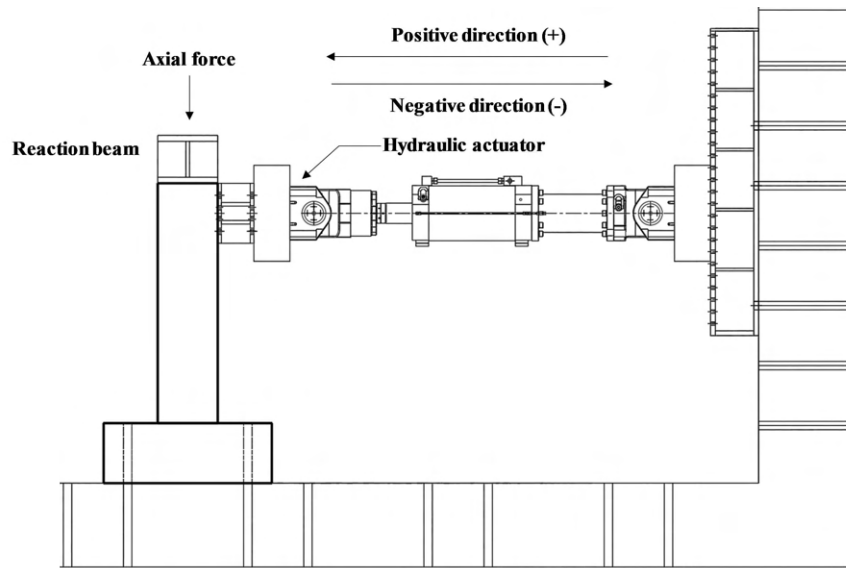 Positive direction (+)
Axial force
Negative direction (-)
Reaction beam
Hydraulic actuator